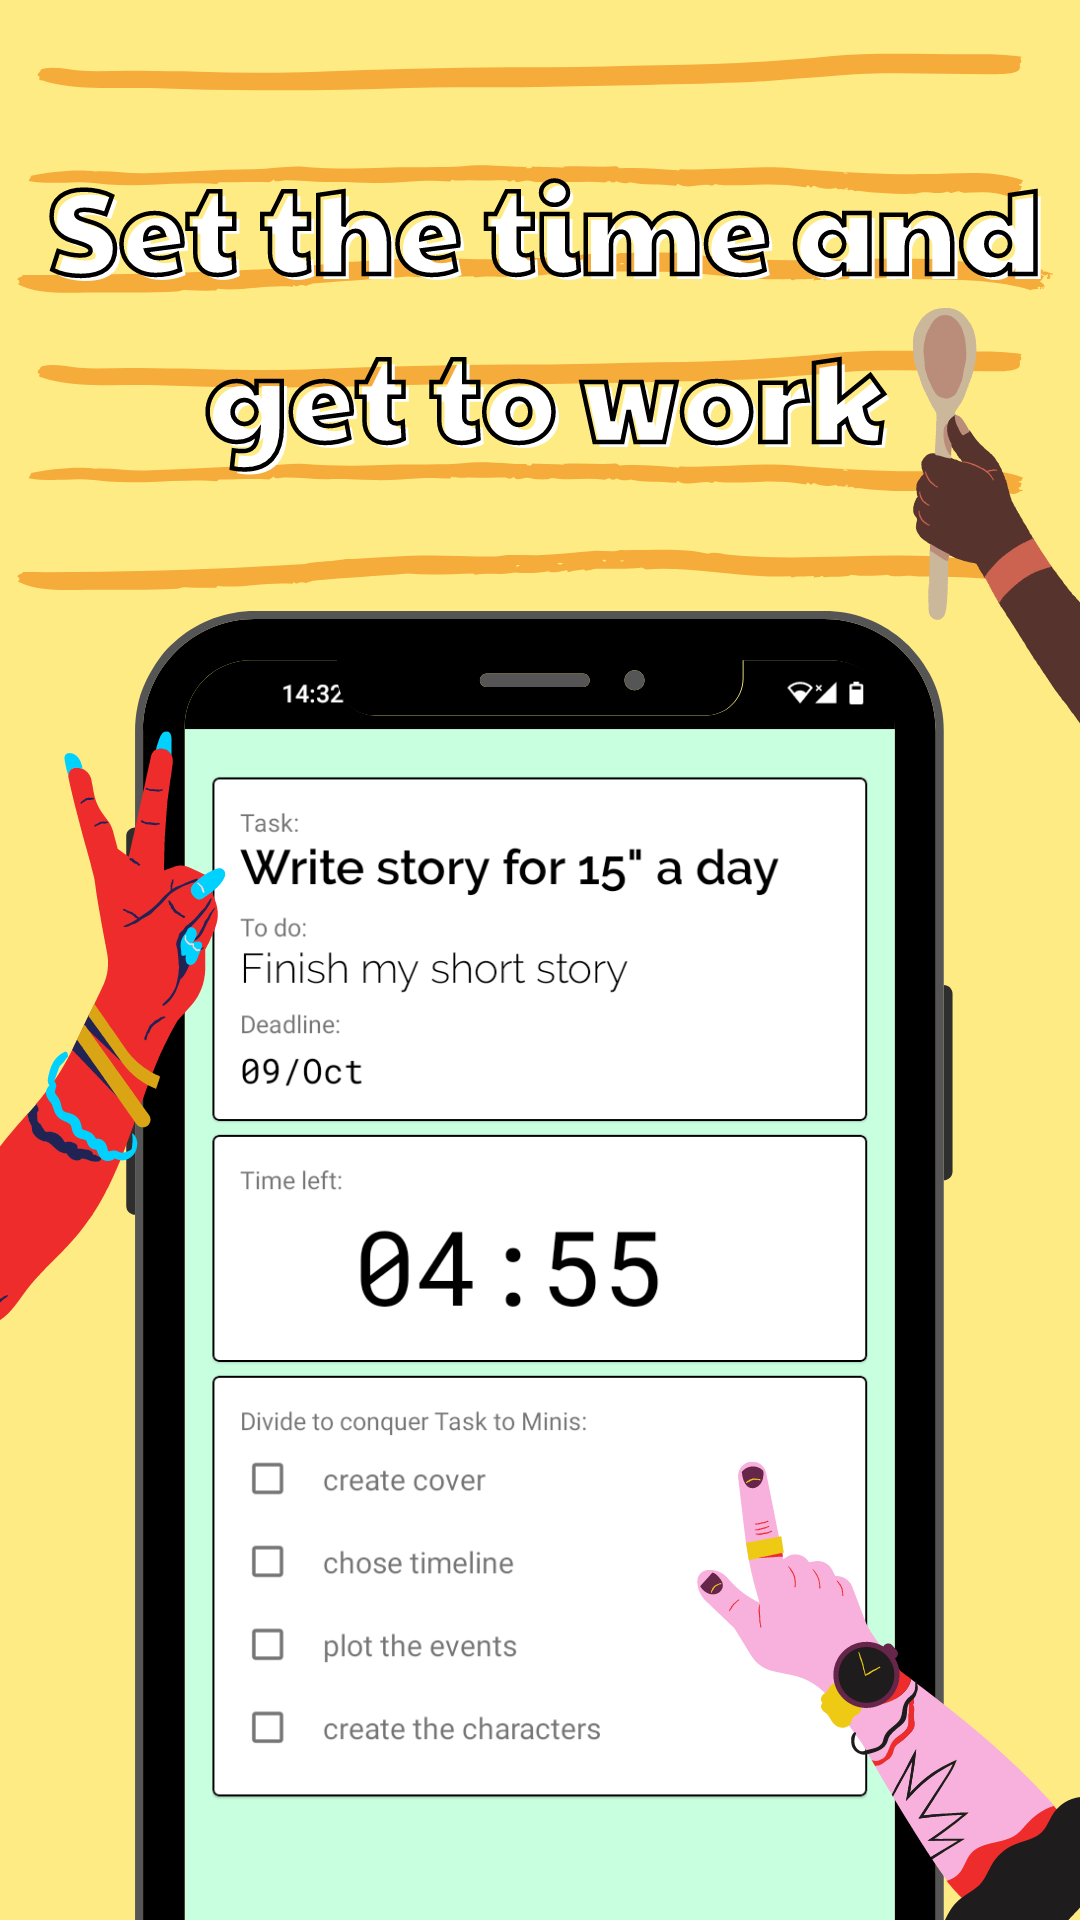 Set the time and
get to work
14:32
Task:
Write story for 15" a day
To do:
Finish my short story
Deadline:
09/Oct
Time left:
04:55
Divide to conquer Task to Minis:
create cover
chose timeline
plot the events
create the characters